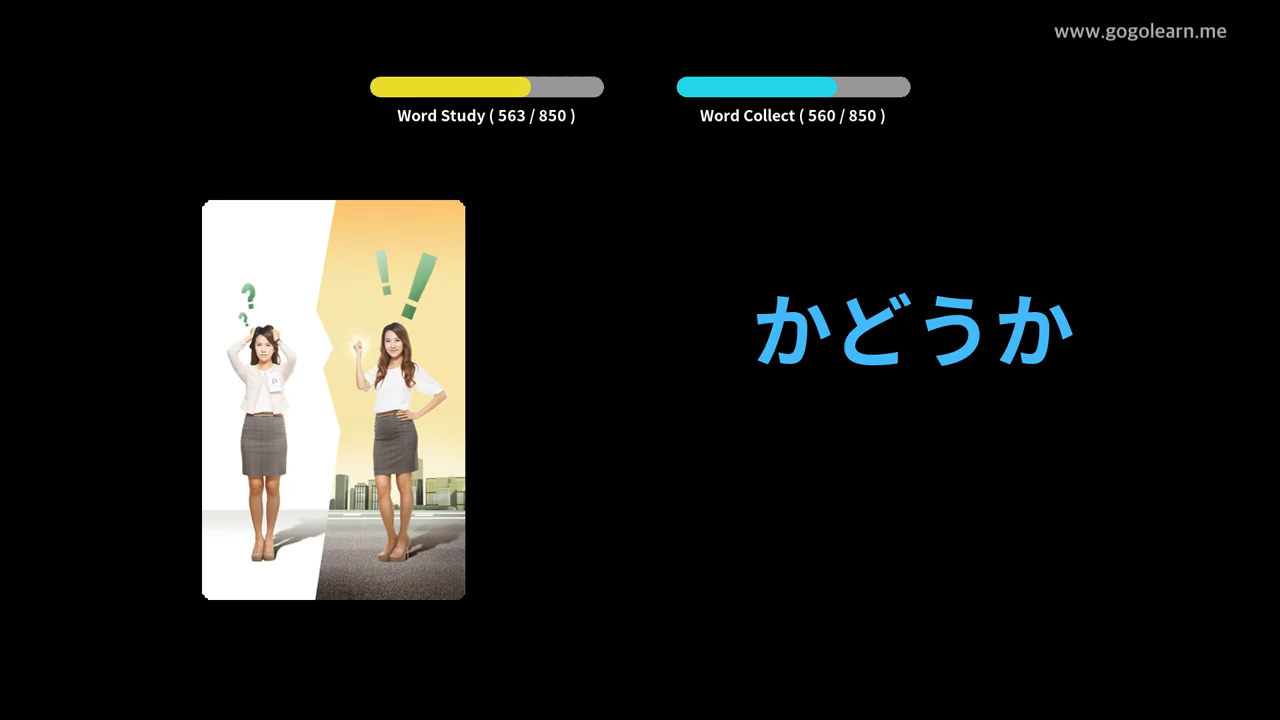 www.gogolearn.me
Word Study ( 563 / 850 )
Word Collect ( 560 / 850 )
?
?
! !
かどうか